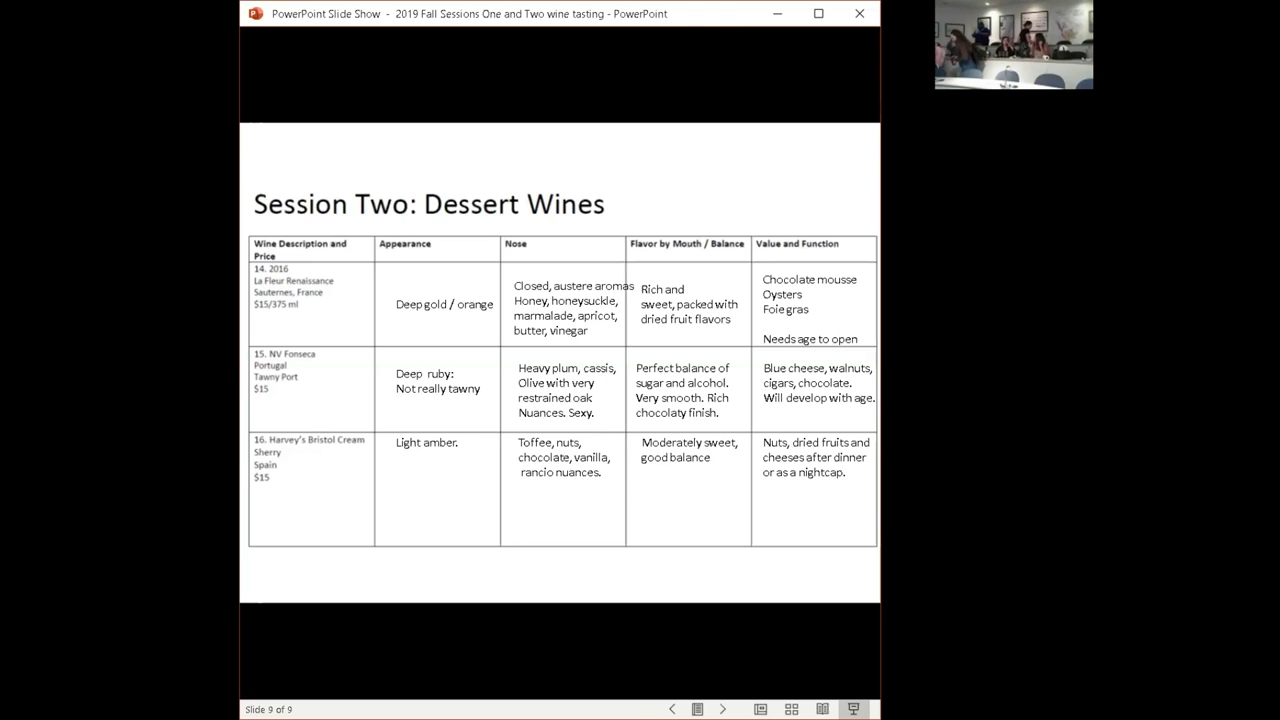 PowerPoint Slide Show - 2019 Fall Sessions One and Two wine tasting - PowerPoint
Session Two: Dessert Wines
Wine Description and
Price
Appearance
Nose
Flavor by Mouth / Balance
Value and Function
14. 2016
La Fleur Renaissance
Sauternes, France
$15/375 ml
Deep gold / orange
Closed, austere aromas
Honey, honeysuckle,
marmalade, apricot,
butter, vinegar
Rich and
sweet, packed with
dried fruit flavors
Chocolate mousse
Oysters
Foie gras
Needs age to open
15. NV Fonseca
Portugal
Tawny Port
$15
Deep ruby:
Not really tawny
Heavy plum, cassis,
Olive with very
restrained oak
Nuances. Sexy.
Perfect balance of
sugar and alcohol.
Very smooth. Rich
chocolaty finish.
Blue cheese, walnuts,
cigars, chocolate.
Will develop with age.
16. Harvey's Bristol Cream
Sherry
Spain
$15
Light amber.
Toffee, nuts,
chocolate, vanilla,
rancio nuances.
Moderately sweet,
good balance
Nuts, dried fruits and
cheeses after dinner
or as a nightcap.
Slide 9 of 9